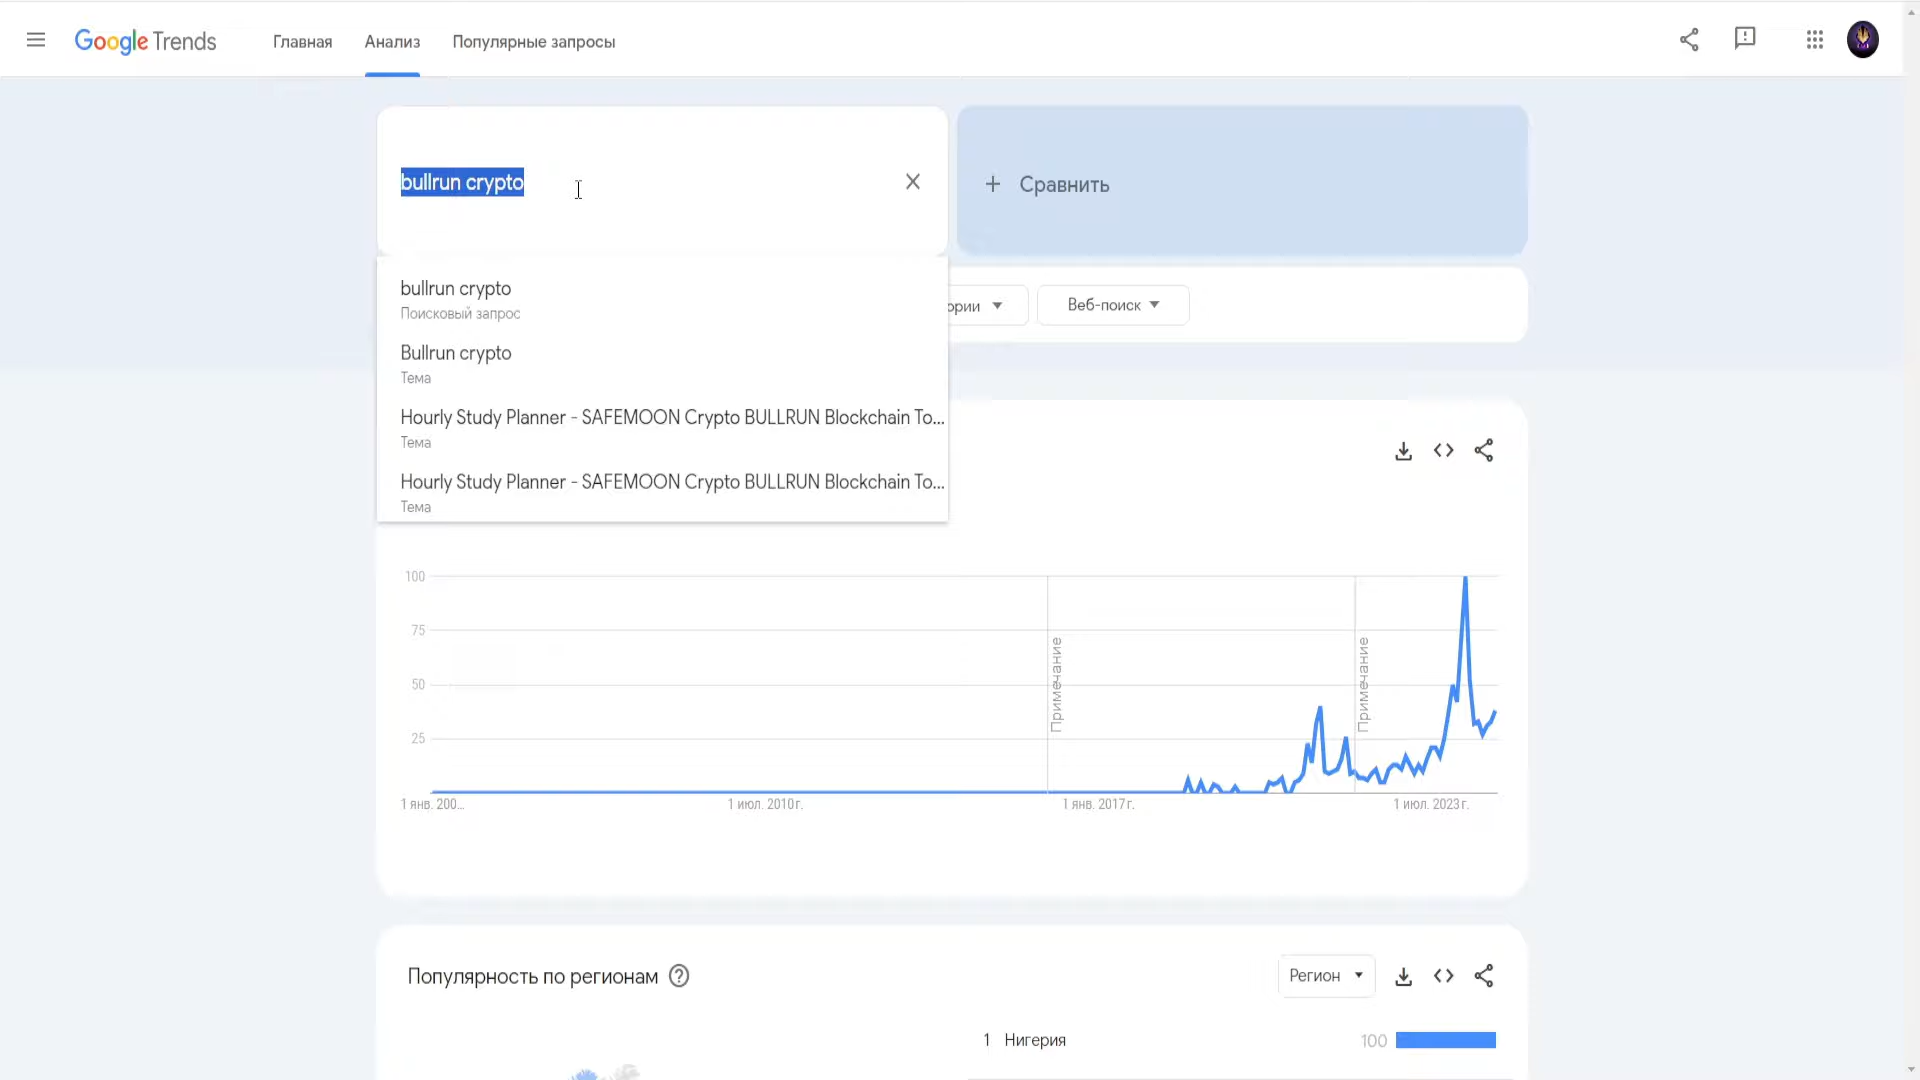 Google Trends
Главная
Анализ
Популярные запросы
bullrun crypto
+ Сравнить
bullrun crypto
Поисковый запрос
Bullrun crypto
Тема
Hourly Study Planner - SAFEMOON Crypto BULLRUN Blockchain To...
Тема
Hourly Study Planner - SAFEMOON Crypto BULLRUN Blockchain To...
Тема
ории
Веб-поиск
100
75
50
25
Примечание
Примечание
1 янв. 200...
1 июл. 2010 г.
1 янв. 2017 г.
1 июл. 2023 г.
Популярность по регионам
Регион
1 Нигерия
100